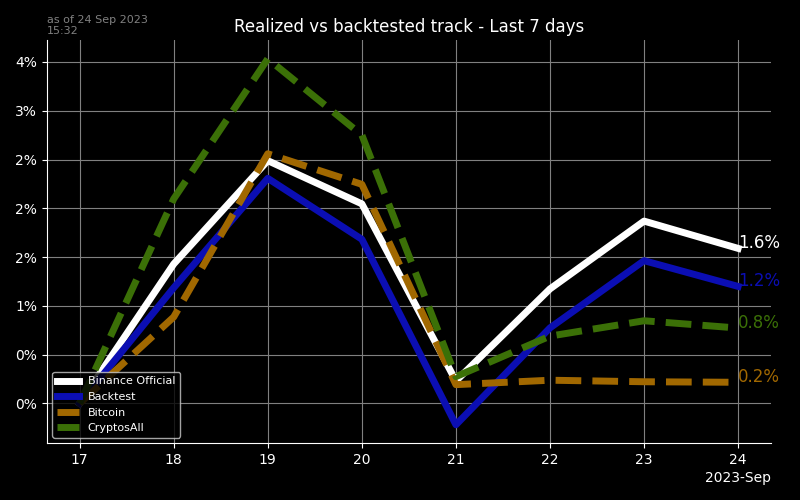 as of 24 Sep 2023
15:32
Realized vs backtested track - Last 7 days
4%
3%
2%
2%
2%
1%
0%
0%
1.6%
1.2%
0.8%
0.2%
Binance Official
Backtest
Bitcoin
CryptosAll
17 18 19 20 21 22 23 24
2023-Sep